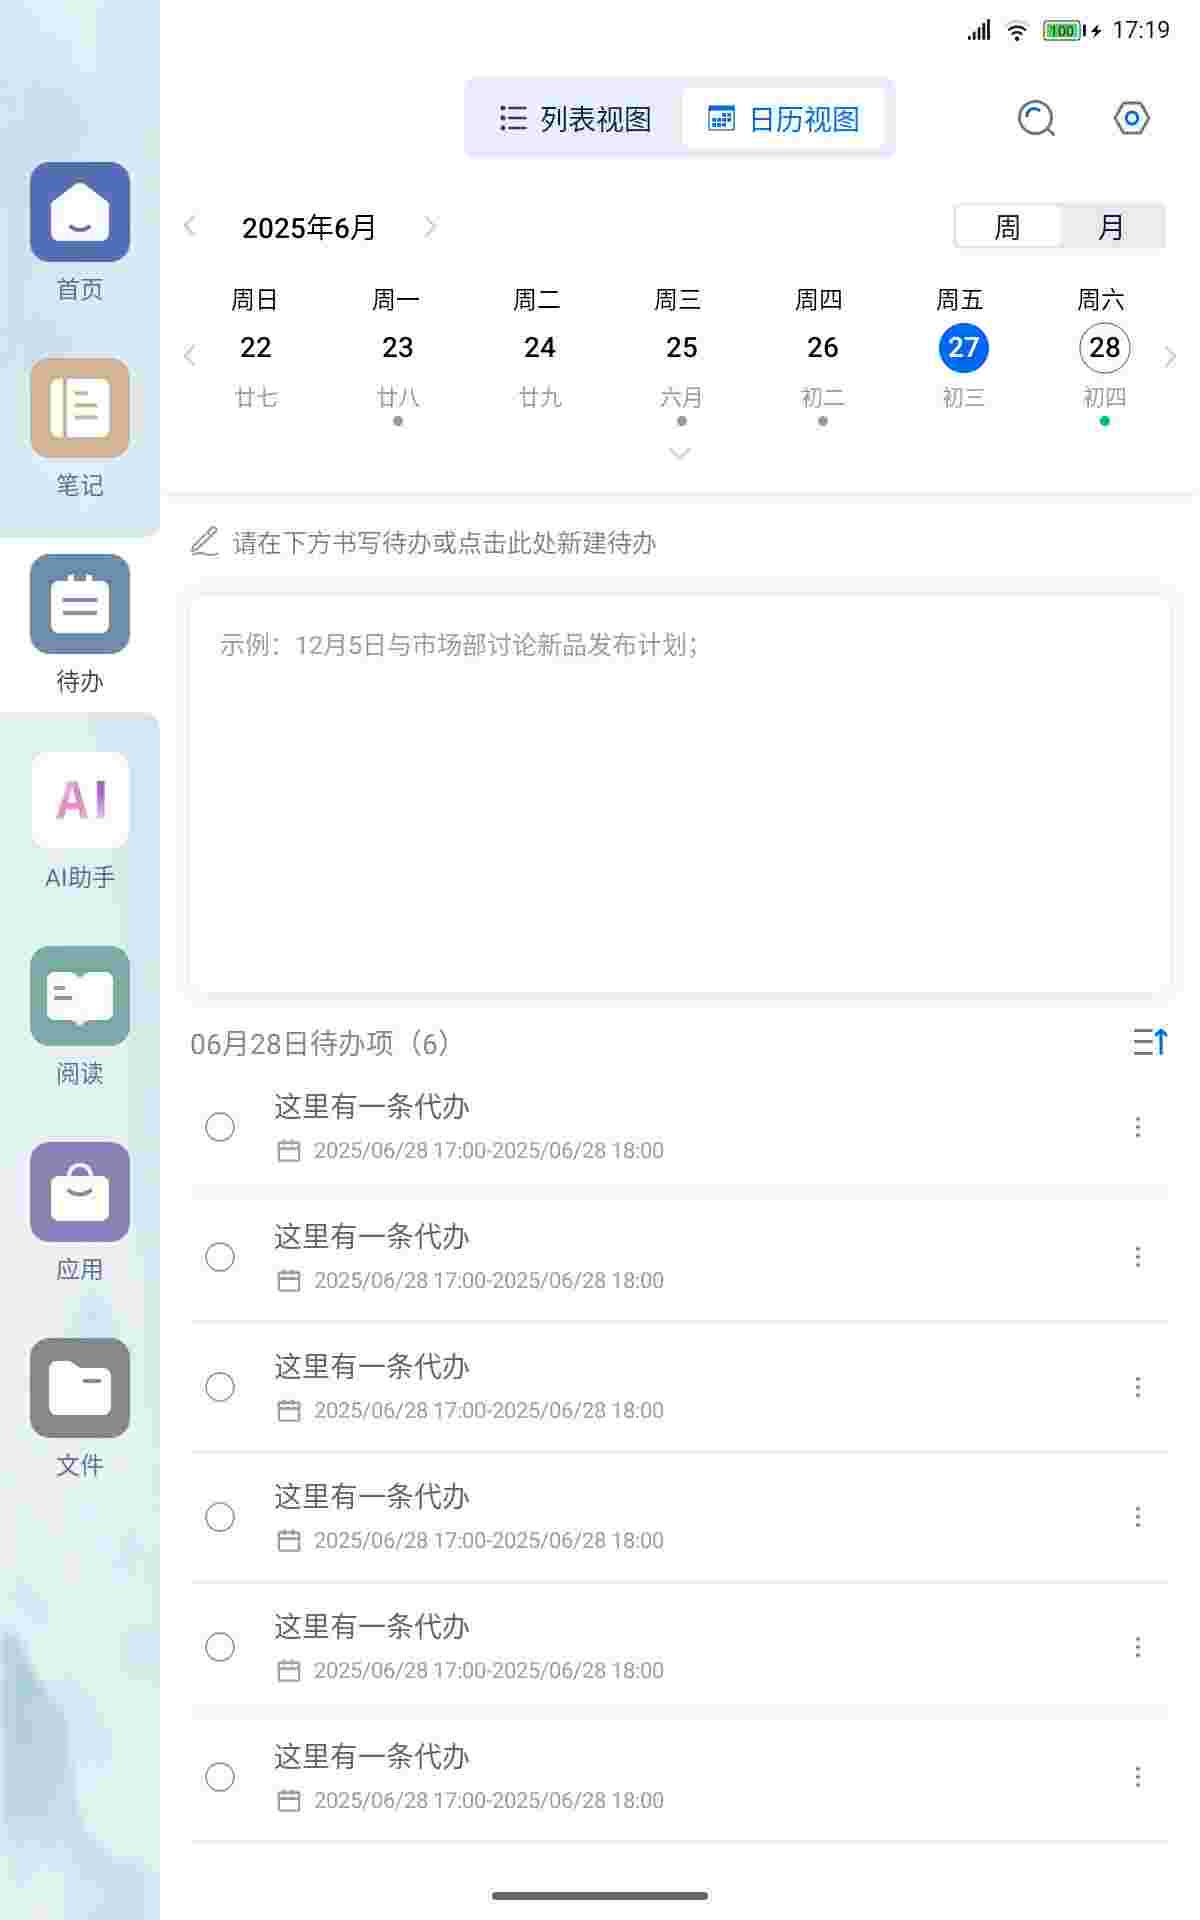 100 17:19
列表视图 日历视图
2025年6月
周 月
周日 周一 周二 周三 周四 周五 周六
22 23 24 25 26 27 28
廿七 廿八 廿九 六月 初二 初三 初四
请在下方书写待办或点击此处新建待办
示例：12月5日与市场部讨论新品发布计划；
06月28日待办项（6）
这里有一条代办
2025/06/28 17:00-2025/06/28 18:00
这里有一条代办
2025/06/28 17:00-2025/06/28 18:00
这里有一条代办
2025/06/28 17:00-2025/06/28 18:00
这里有一条代办
2025/06/28 17:00-2025/06/28 18:00
这里有一条代办
2025/06/28 17:00-2025/06/28 18:00
这里有一条代办
2025/06/28 17:00-2025/06/28 18:00
首页
笔记
待办
AI
AI助手
阅读
应用
文件